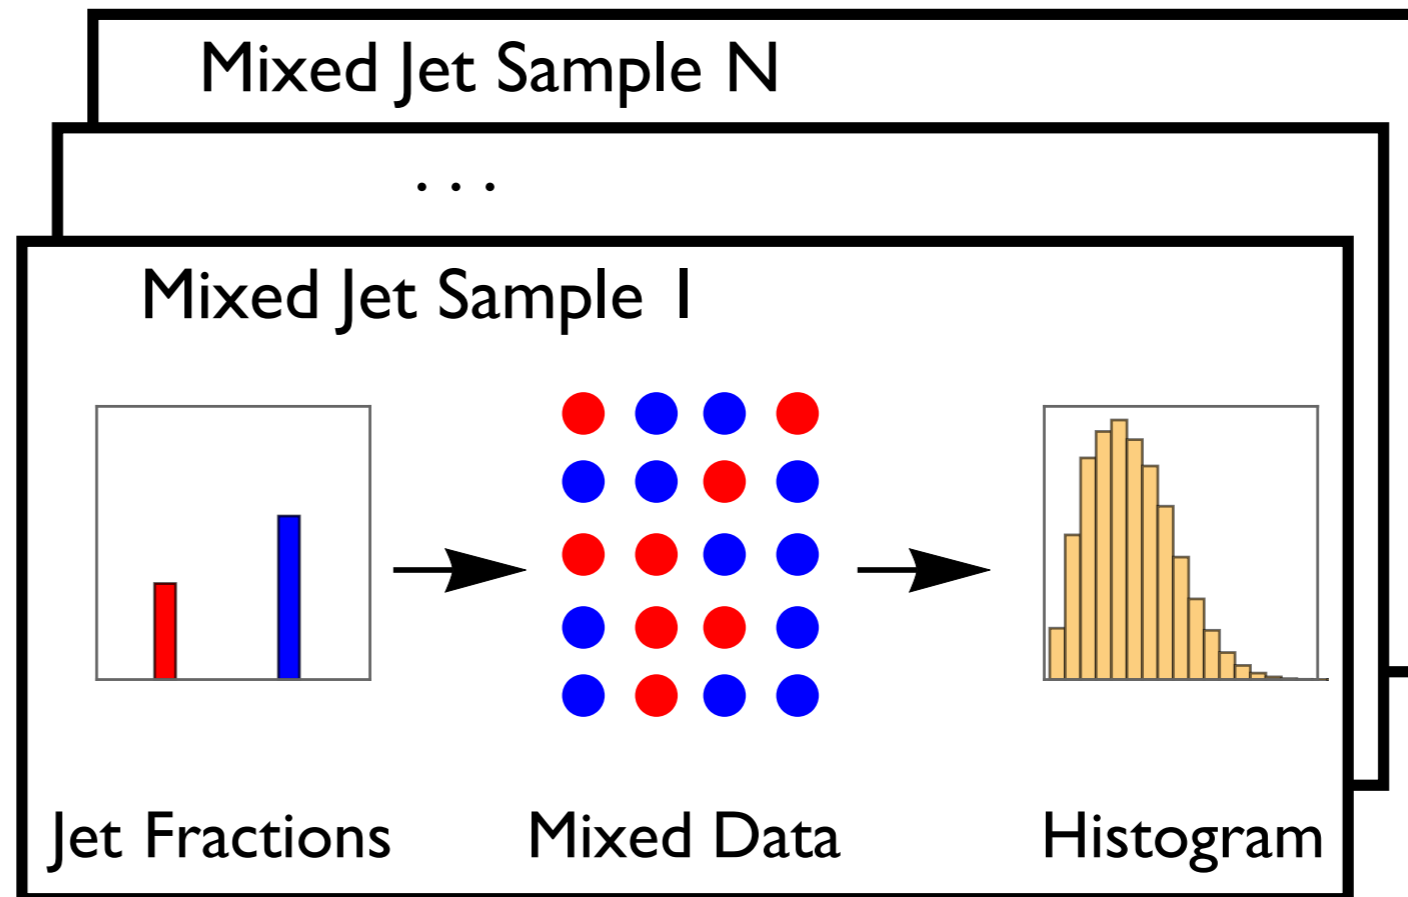 Mixed Jet Sample N
. . .
Mixed Jet Sample 1
Jet Fractions
Mixed Data
Histogram